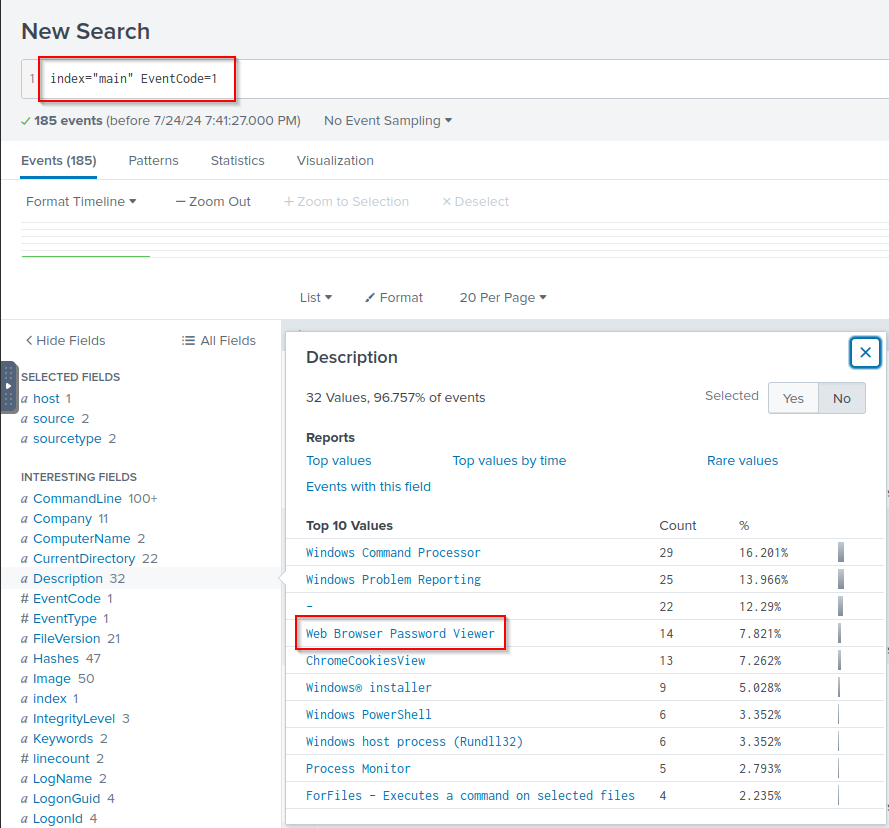 New Search
1 index="main" EventCode=1
✓ 185 events (before 7/24/24 7:41:27.000 PM) No Event Sampling ▾
Events (185) Patterns Statistics Visualization
Format Timeline ▾ — Zoom Out + Zoom to Selection × Deselect
List ▾ Format 20 Per Page ▾
< Hide Fields All Fields
SELECTED FIELDS
a host 1
a source 2
a sourcetype 2
INTERESTING FIELDS
a CommandLine 100+
a Company 11
a ComputerName 2
a CurrentDirectory 22
a Description 32
# EventCode 1
# EventType 1
a FileVersion 21
a Hashes 47
a Image 50
a index 1
a IntegrityLevel 3
a Keywords 2
# linecount 2
a LogName 2
a LogonGuid 4
a LogonId 4
Description
×
32 Values, 96.757% of events Selected Yes No
Reports
Top values Top values by time Rare values
Events with this field
Top 10 Values Count %
Windows Command Processor 29 16.201%
Windows Problem Reporting 25 13.966%
- 22 12.29%
Web Browser Password Viewer 14 7.821%
ChromeCookiesView 13 7.262%
Windows® installer 9 5.028%
Windows PowerShell 6 3.352%
Windows host process (Rundll32) 6 3.352%
Process Monitor 5 2.793%
ForFiles - Executes a command on selected files 4 2.235%